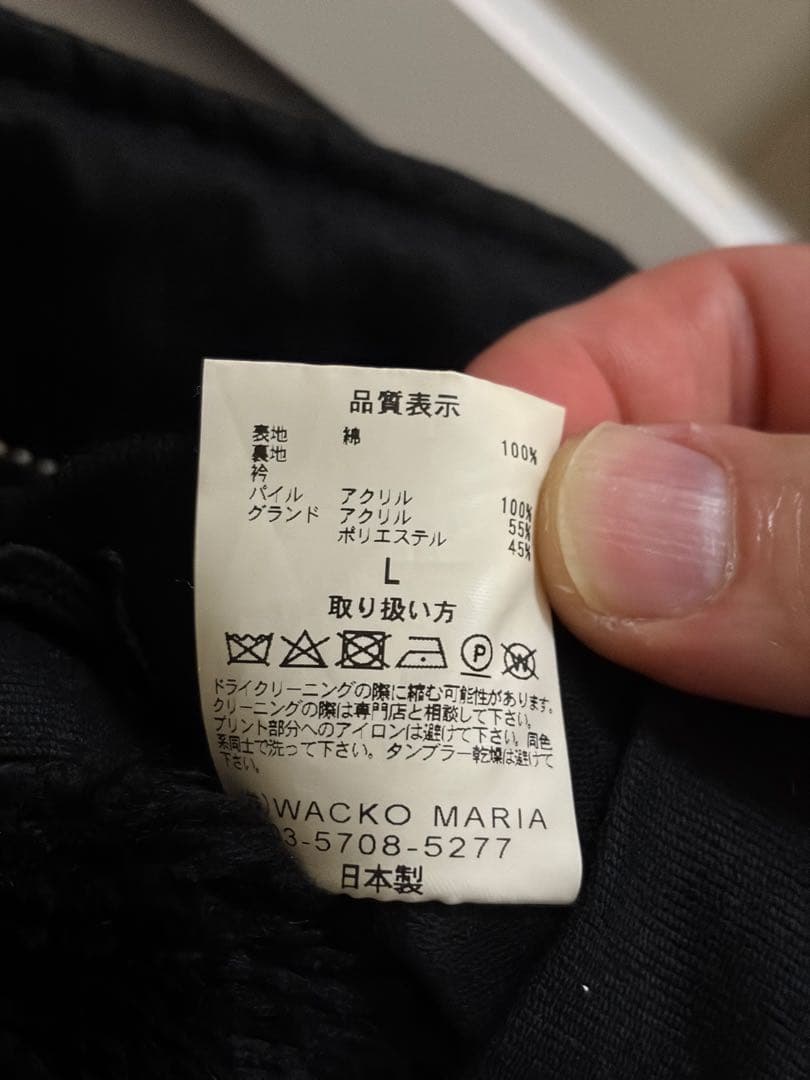 品質表示
表地 綿 100%
裏地
衿
パイル アクリル 100%
グランド アクリル 55%
ポリエステル 45%
L
取り扱い方
P W
ドライクリーニングの際に縮む可能性があります。
クリーニングの際は専門店と相談して下さい。
プリント部分へのアイロンは避けて下さい。同色
系同士で洗って下さい。タンブラー乾燥は避けて
下さい。
)WACKO MARIA
03-5708-5277
日本製